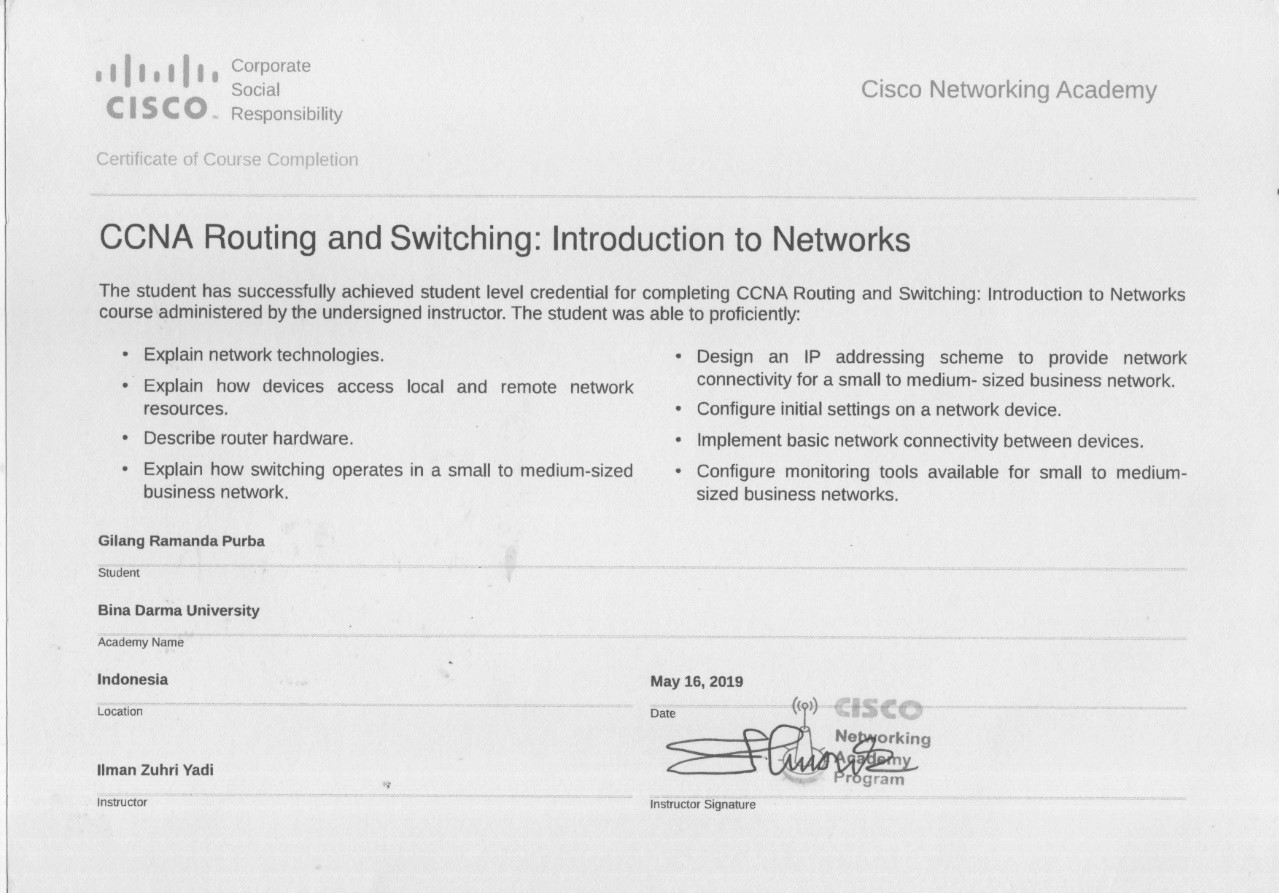 CISCO
Corporate
Social
Responsibility
Cisco Networking Academy
Certificate of Course Completion
CCNA Routing and Switching: Introduction to Networks
The student has successfully achieved student level credential for completing CCNA Routing and Switching: Introduction to Networks
course administered by the undersigned instructor. The student was able to proficiently:
• Explain network technologies.
• Explain how devices access local and remote network
resources.
• Describe router hardware.
• Explain how switching operates in a small to medium-sized
business network.
• Design an IP addressing scheme to provide network
connectivity for a small to medium- sized business network.
• Configure initial settings on a network device.
• Implement basic network connectivity between devices.
• Configure monitoring tools available for small to medium-
sized business networks.
Gilang Ramanda Purba
Student
Bina Darma University
Academy Name
Indonesia
Location
May 16, 2019
Date
CISCO
Networking
Academy
Program
Ilman Zuhri Yadi
Instructor
Instructor Signature